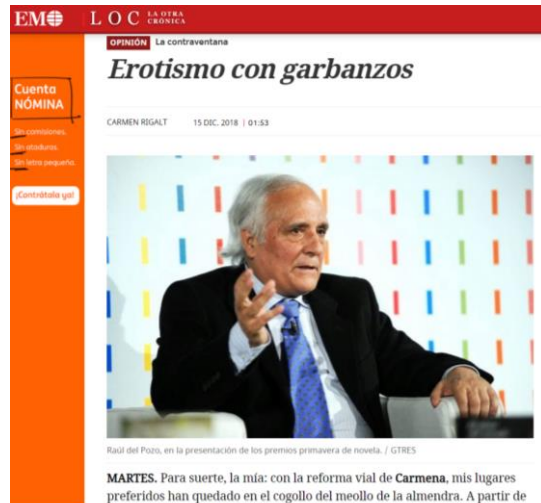 EM
LOC LA OTRA CRÓNICA
OPINIÓN La contraventana
Erotismo con garbanzos
Cuenta
NÓMINA
Sin comisiones.
Sin ataduras.
Sin letra pequeña.
¡Contrátala ya!
CARMEN RIGALT 15 DIC. 2018 | 01:53
Raúl del Pozo, en la presentación de los premios primavera de novela. / GTRES
MARTES. Para suerte, la mía: con la reforma vial de Carmena, mis lugares
preferidos han quedado en el cogollo del meollo de la almendra. A partir de